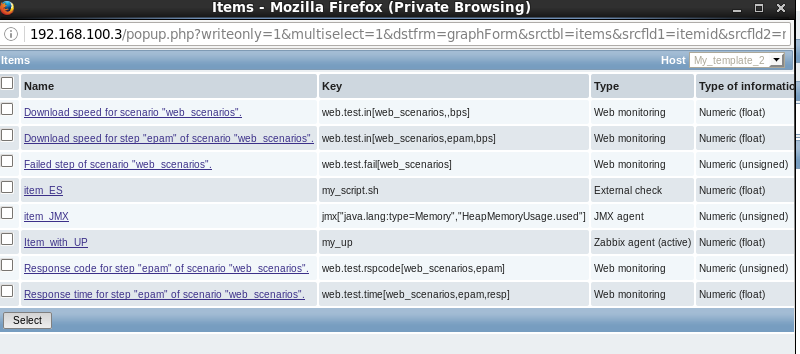 Items - Mozilla Firefox (Private Browsing)
192.168.100.3/popup.php?writeonly=1&multiselect=1&dstfrm=graphForm&srctbl=items&srcfld1=itemid&srcfld2=r
Items Host My_template_2
Name Key Type Type of informatio
Download speed for scenario "web_scenarios". web.test.in[web_scenarios,,bps] Web monitoring Numeric (float)
Download speed for step "epam" of scenario "web_scenarios". web.test.in[web_scenarios,epam,bps] Web monitoring Numeric (float)
Failed step of scenario "web_scenarios". web.test.fail[web_scenarios] Web monitoring Numeric (unsigned)
item_ES my_script.sh External check Numeric (float)
item_JMX jmx["java.lang:type=Memory","HeapMemoryUsage.used"] JMX agent Numeric (unsigned)
Item_with_UP my_up Zabbix agent (active) Numeric (float)
Response code for step "epam" of scenario "web_scenarios". web.test.rspcode[web_scenarios,epam] Web monitoring Numeric (unsigned)
Response time for step "epam" of scenario "web_scenarios". web.test.time[web_scenarios,epam,resp] Web monitoring Numeric (float)
Select